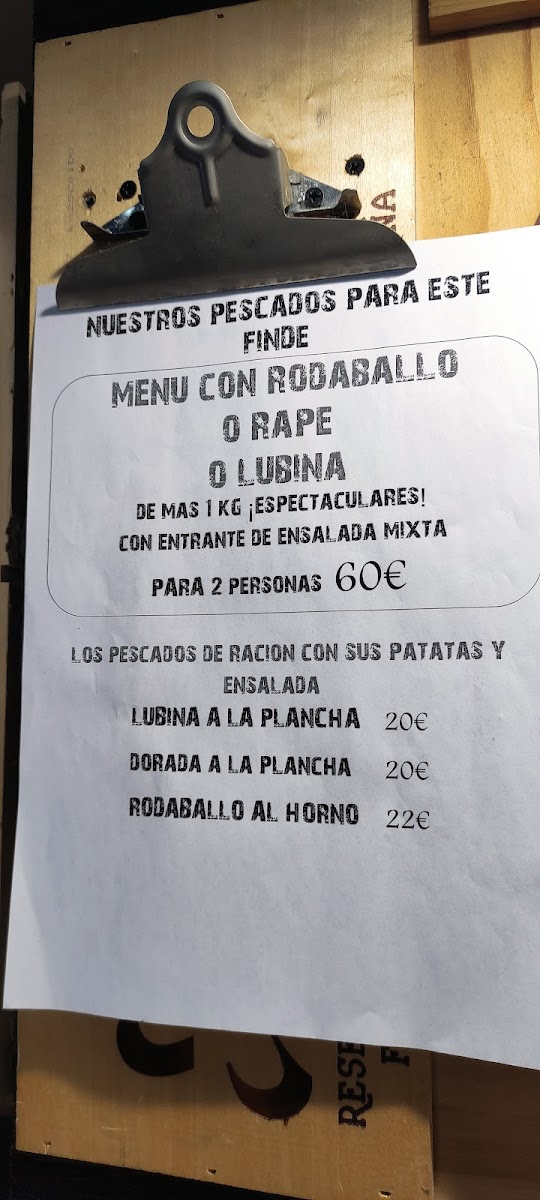 NUESTROS PESCADOS PARA ESTE
FINDE
MENU CON RODABALLO
O RAPE
O LUBINA
DE MAS 1 KG ¡ESPECTACULARES!
CON ENTRANTE DE ENSALADA MIXTA
PARA 2 PERSONAS 60€
LOS PESCADOS DE RACION CON SUS PATATAS Y
ENSALADA
LUBINA A LA PLANCHA 20€
DORADA A LA PLANCHA 20€
RODABALLO AL HORNO 22€